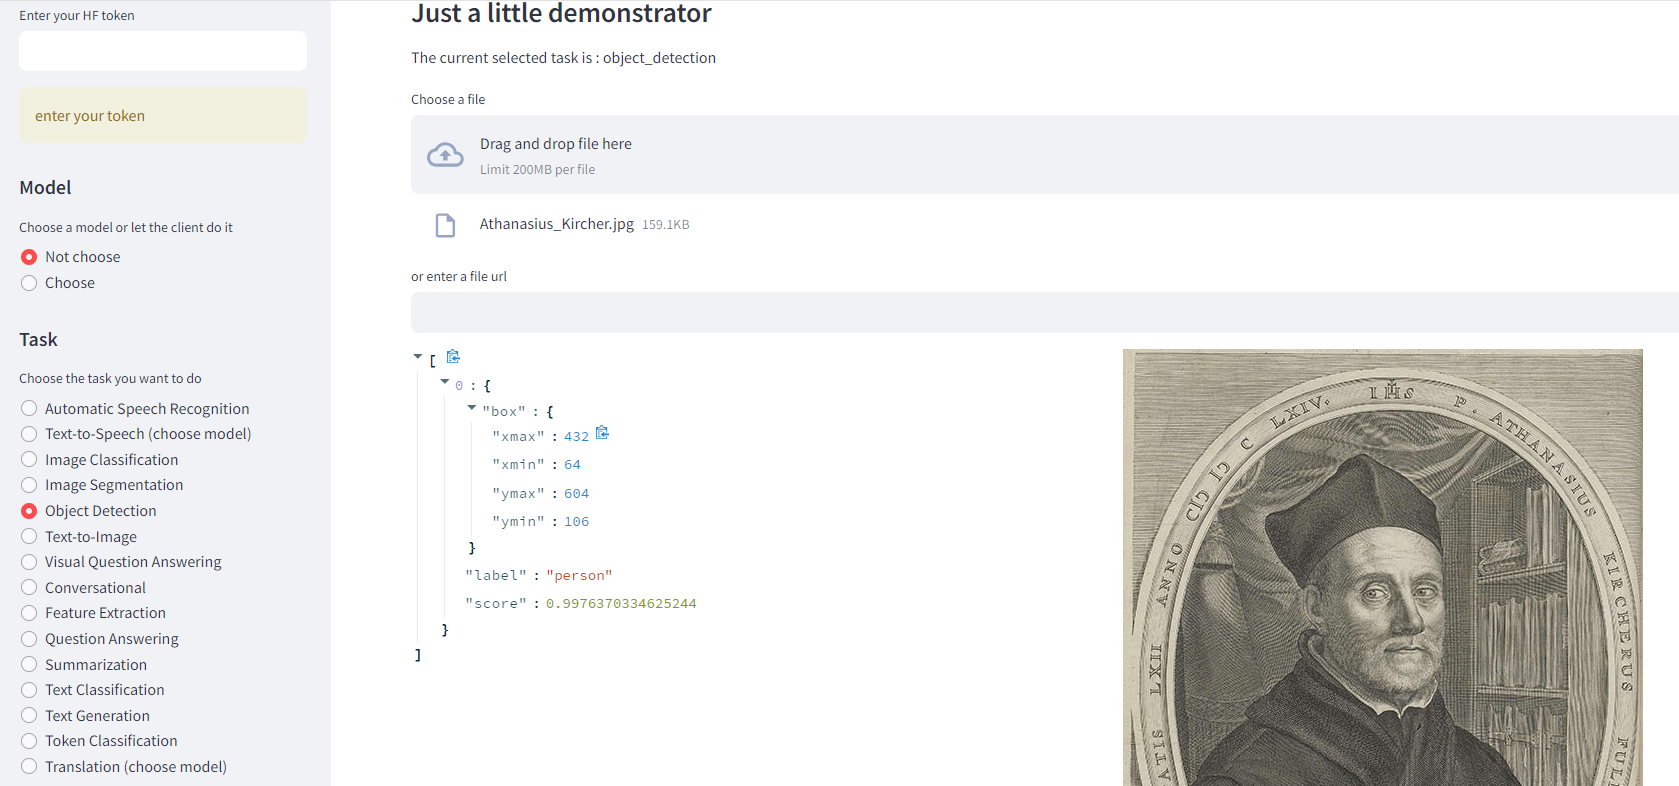 Enter your HF token
enter your token
Model
Choose a model or let the client do it
Not choose
Choose
Task
Choose the task you want to do
Automatic Speech Recognition
Text-to-Speech (choose model)
Image Classification
Image Segmentation
Object Detection
Text-to-Image
Visual Question Answering
Conversational
Feature Extraction
Question Answering
Summarization
Text Classification
Text Generation
Token Classification
Translation (choose model)
Just a little demonstrator
The current selected task is : object_detection
Choose a file
Drag and drop file here
Limit 200MB per file
Athanasius_Kircher.jpg 159.1KB
or enter a file url
[
0 : {
"box" : {
"xmax" : 432
"xmin" : 64
"ymax" : 604
"ymin" : 106
}
"label" : "person"
"score" : 0.9976370334625244
}
]
IHS
P. ATHANASIUS KIRCHERUS FUL
ATIS LXII ANNO CIↃ IↃ C LXIV.